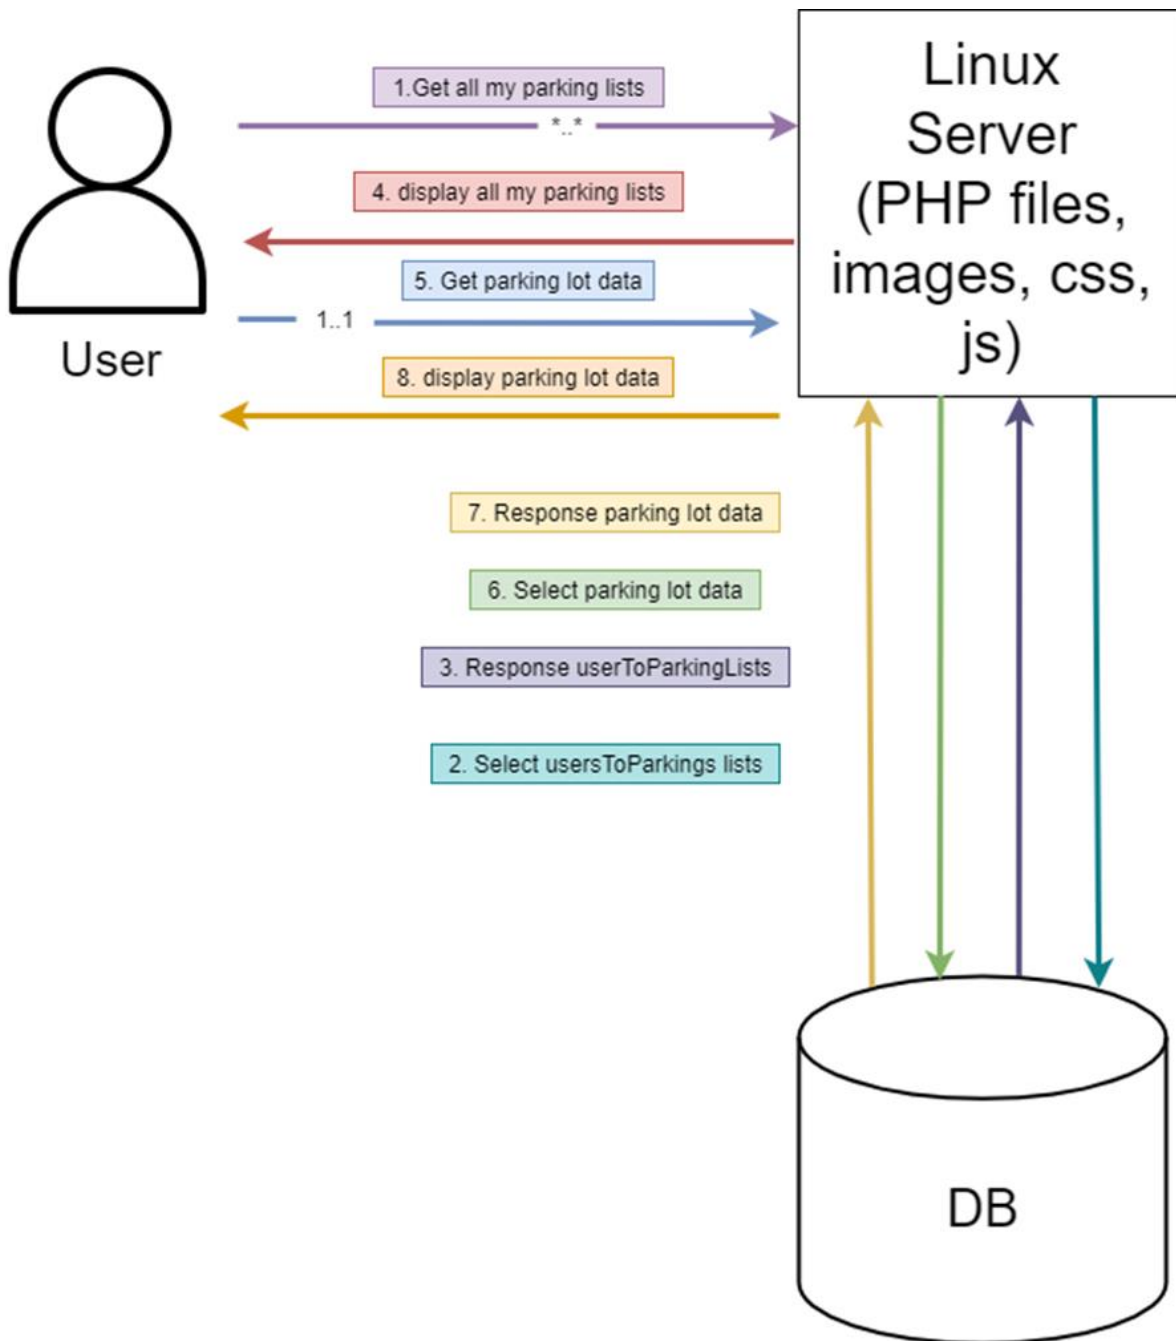 1.Get all my parking lists
*..*
4. display all my parking lists
5. Get parking lot data
1..1
8. display parking lot data
User
Linux
Server
(PHP files,
images, css,
js)
7. Response parking lot data
6. Select parking lot data
3. Response userToParkingLists
2. Select usersToParkings lists
DB